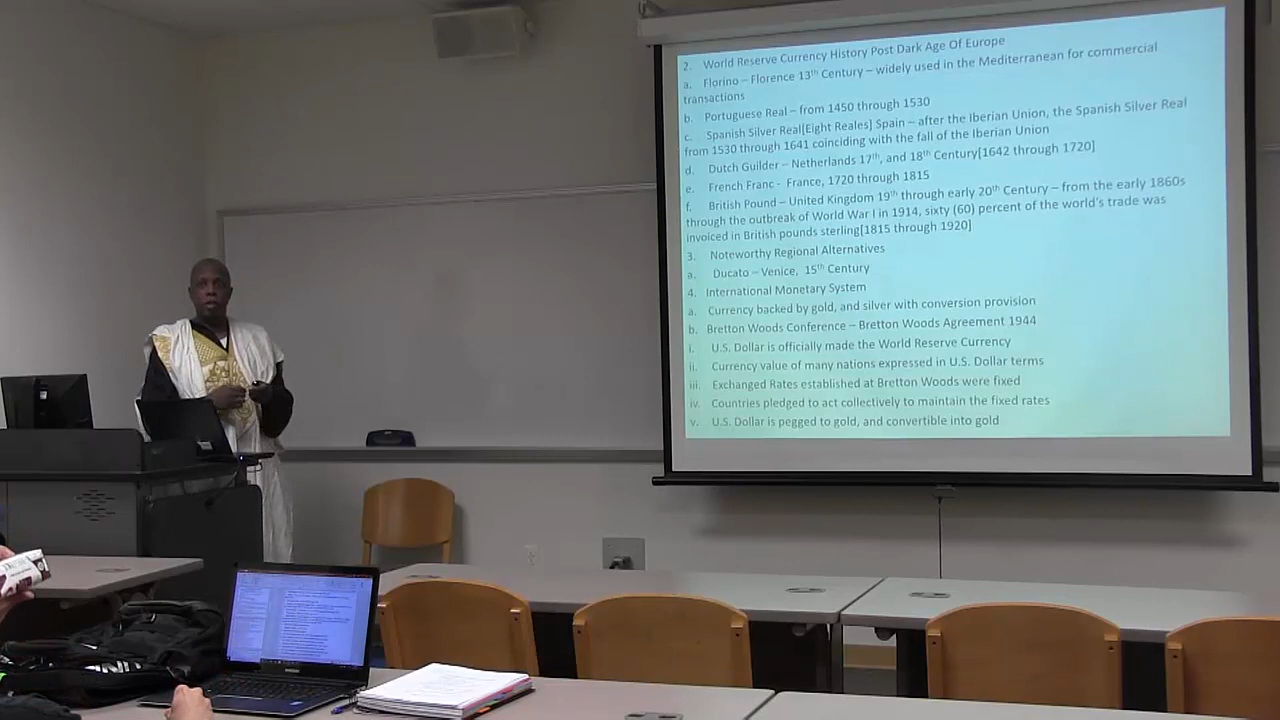 2. World Reserve Currency History Post Dark Age Of Europe
a. Florino – Florence 13th Century – widely used in the Mediterranean for commercial
transactions
b. Portuguese Real – from 1450 through 1530
c. Spanish Silver Real[Eight Reales] Spain – after the Iberian Union, the Spanish Silver Real
from 1530 through 1641 coinciding with the fall of the Iberian Union
d. Dutch Guilder – Netherlands 17th, and 18th Century[1642 through 1720]
e. French Franc - France, 1720 through 1815
f. British Pound – United Kingdom 19th through early 20th Century – from the early 1860s
through the outbreak of World War I in 1914, sixty (60) percent of the world's trade was
invoiced in British pounds sterling[1815 through 1920]
3. Noteworthy Regional Alternatives
a. Ducato – Venice, 15th Century
4. International Monetary System
a. Currency backed by gold, and silver with conversion provision
b. Bretton Woods Conference – Bretton Woods Agreement 1944
i. U.S. Dollar is officially made the World Reserve Currency
ii. Currency value of many nations expressed in U.S. Dollar terms
iii. Exchanged Rates established at Bretton Woods were fixed
iv. Countries pledged to act collectively to maintain the fixed rates
v. U.S. Dollar is pegged to gold, and convertible into gold